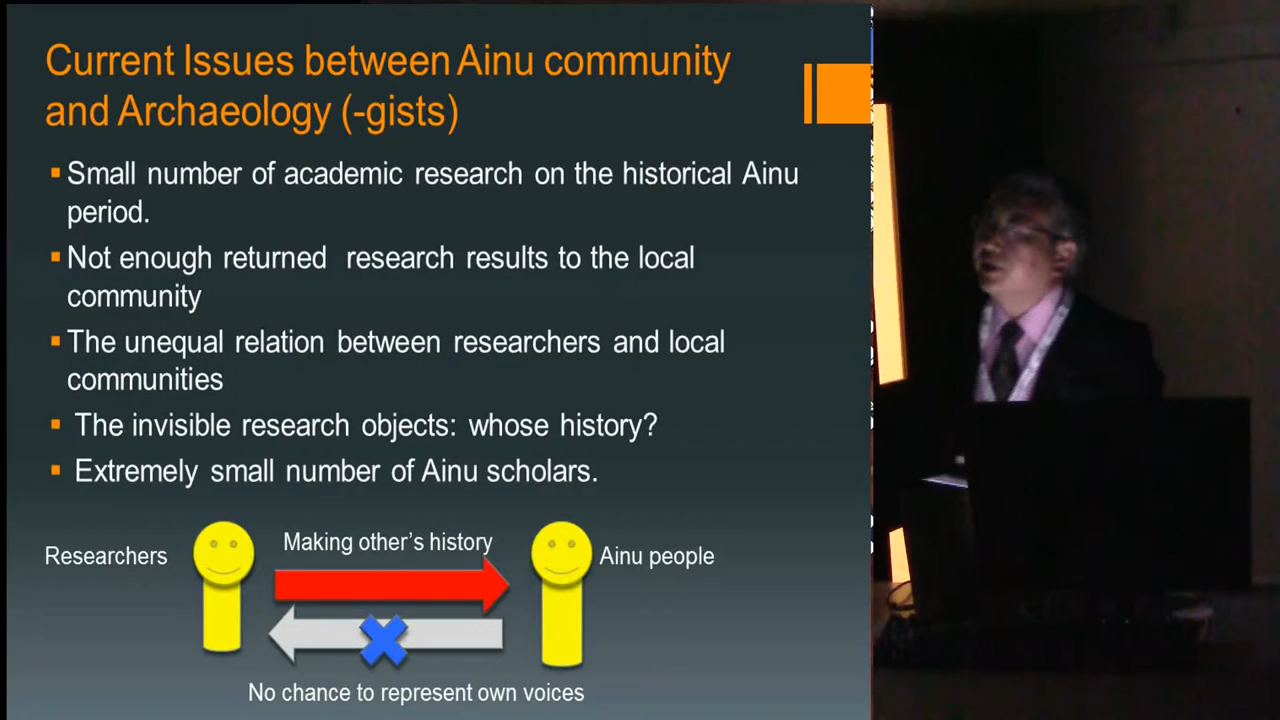 Current Issues between Ainu community
and Archaeology (-gists)
Small number of academic research on the historical Ainu
period.
Not enough returned research results to the local
community
The unequal relation between researchers and local
communities
The invisible research objects: whose history?
Extremely small number of Ainu scholars.
Researchers
Making other's history
Ainu people
No chance to represent own voices